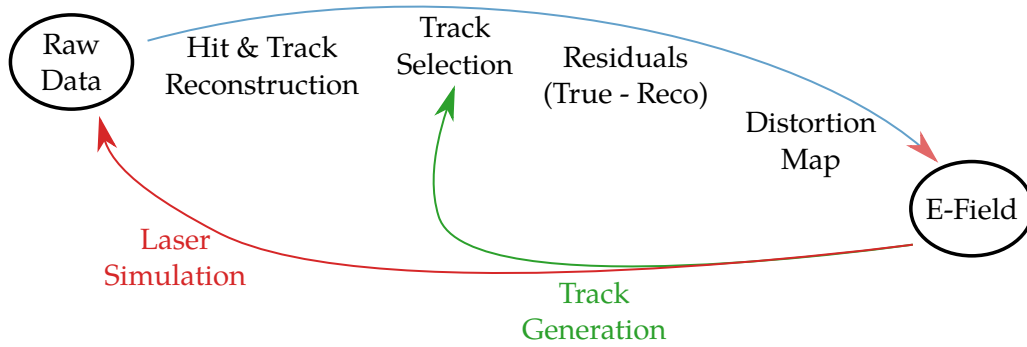 Raw
Data
Hit & Track
Reconstruction
Track
Selection
Residuals
(True - Reco)
Distortion
Map
E-Field
Laser
Simulation
Track
Generation